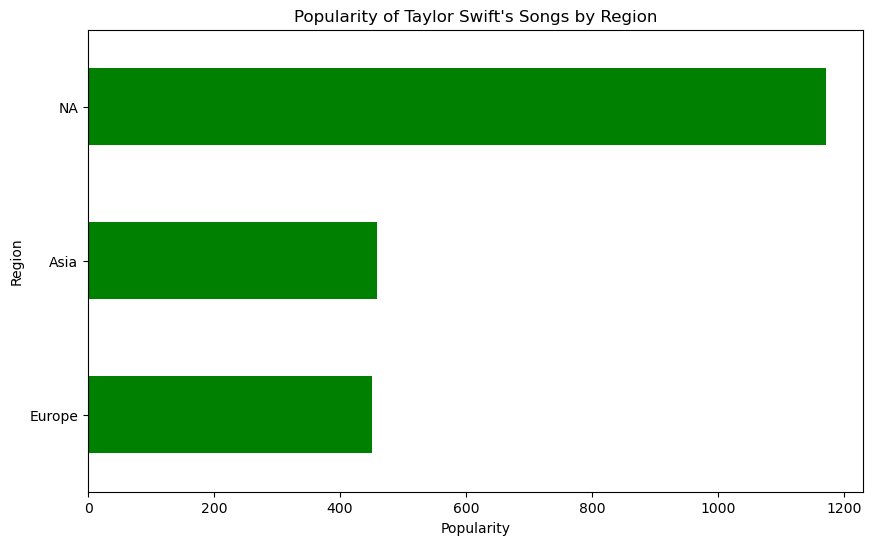 Popularity of Taylor Swift's Songs by Region
NA
Asia
Europe
Region
0 200 400 600 800 1000 1200
Popularity